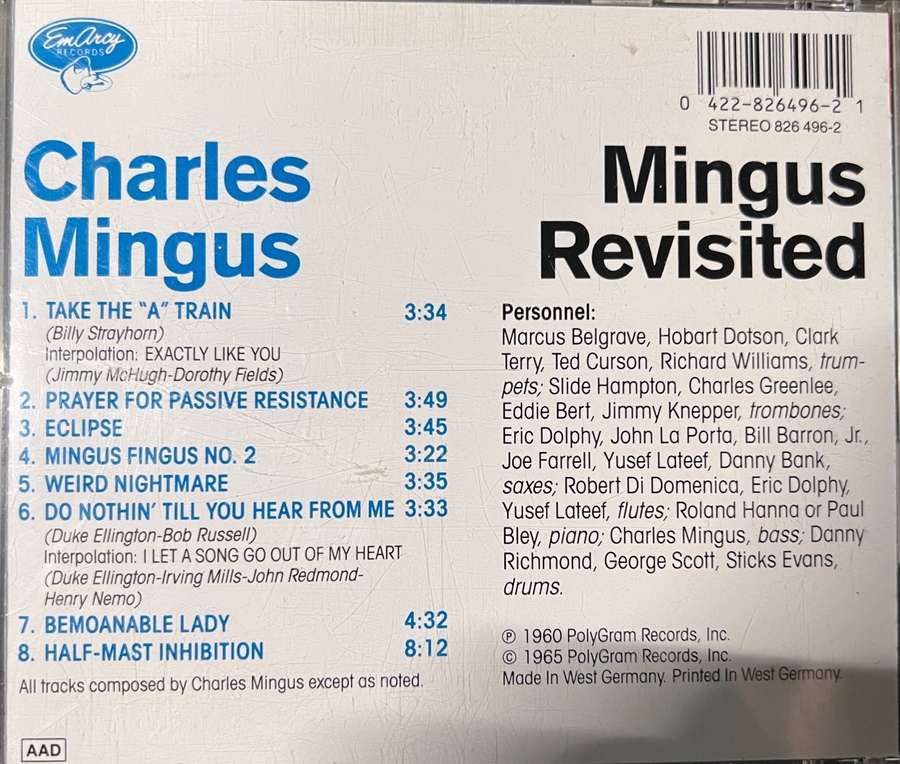 EmArcy
RECORDS
0 422-826496-2 1
STEREO 826 496-2
Charles
Mingus
Mingus
Revisited
1. TAKE THE "A" TRAIN 3:34
(Billy Strayhorn)
Interpolation: EXACTLY LIKE YOU
(Jimmy McHugh-Dorothy Fields)
2. PRAYER FOR PASSIVE RESISTANCE 3:49
3. ECLIPSE 3:45
4. MINGUS FINGUS NO. 2 3:22
5. WEIRD NIGHTMARE 3:35
6. DO NOTHIN' TILL YOU HEAR FROM ME 3:33
(Duke Ellington-Bob Russell)
Interpolation: I LET A SONG GO OUT OF MY HEART
(Duke Ellington-Irving Mills-John Redmond-
Henry Nemo)
7. BEMOANABLE LADY 4:32
8. HALF-MAST INHIBITION 8:12
All tracks composed by Charles Mingus except as noted.
AAD
Personnel:
Marcus Belgrave, Hobart Dotson, Clark
Terry, Ted Curson, Richard Williams, trum-
pets; Slide Hampton, Charles Greenlee,
Eddie Bert, Jimmy Knepper, trombones;
Eric Dolphy, John La Porta, Bill Barron, Jr.,
Joe Farrell, Yusef Lateef, Danny Bank,
saxes; Robert Di Domenica, Eric Dolphy,
Yusef Lateef, flutes; Roland Hanna or Paul
Bley, piano; Charles Mingus, bass; Danny
Richmond, George Scott, Sticks Evans,
drums.
℗ 1960 PolyGram Records, Inc.
© 1965 PolyGram Records, Inc.
Made In West Germany. Printed In West Germany.